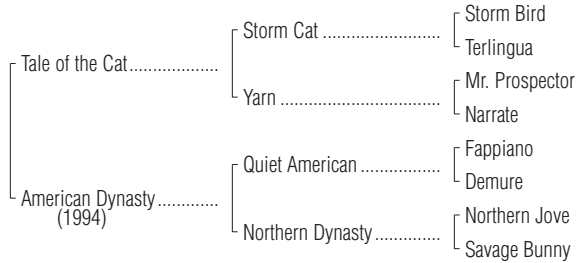 Storm Bird
Storm Cat ........................
Terlingua
Tale of the Cat..................
Mr. Prospector
Yarn .................................
Narrate
Fappiano
Quiet American ................
Demure
American Dynasty.............
(1994)
Northern Jove
Northern Dynasty.............
Savage Bunny